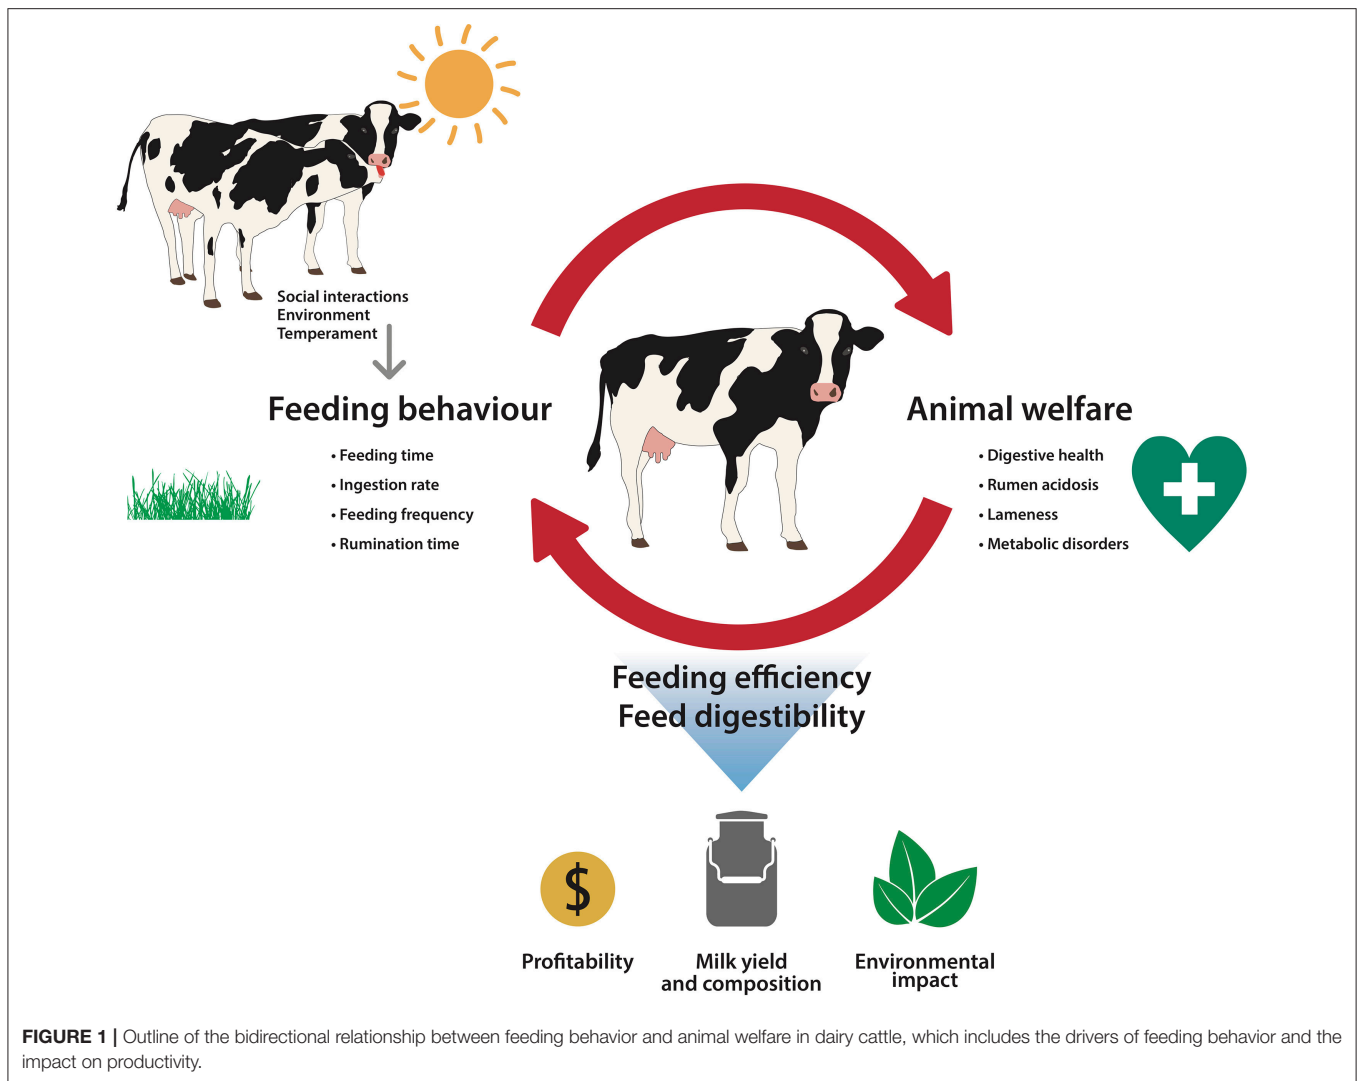 Social interactions
Environment
Temperament
Feeding behaviour
• Feeding time
• Ingestion rate
• Feeding frequency
• Rumination time
Animal welfare
• Digestive health
• Rumen acidosis
• Lameness
• Metabolic disorders
Feeding efficiency
Feed digestibility
$
Profitability
Milk yield
and composition
Environmental
impact
FIGURE 1 | Outline of the bidirectional relationship between feeding behavior and animal welfare in dairy cattle, which includes the drivers of feeding behavior and the
impact on productivity.